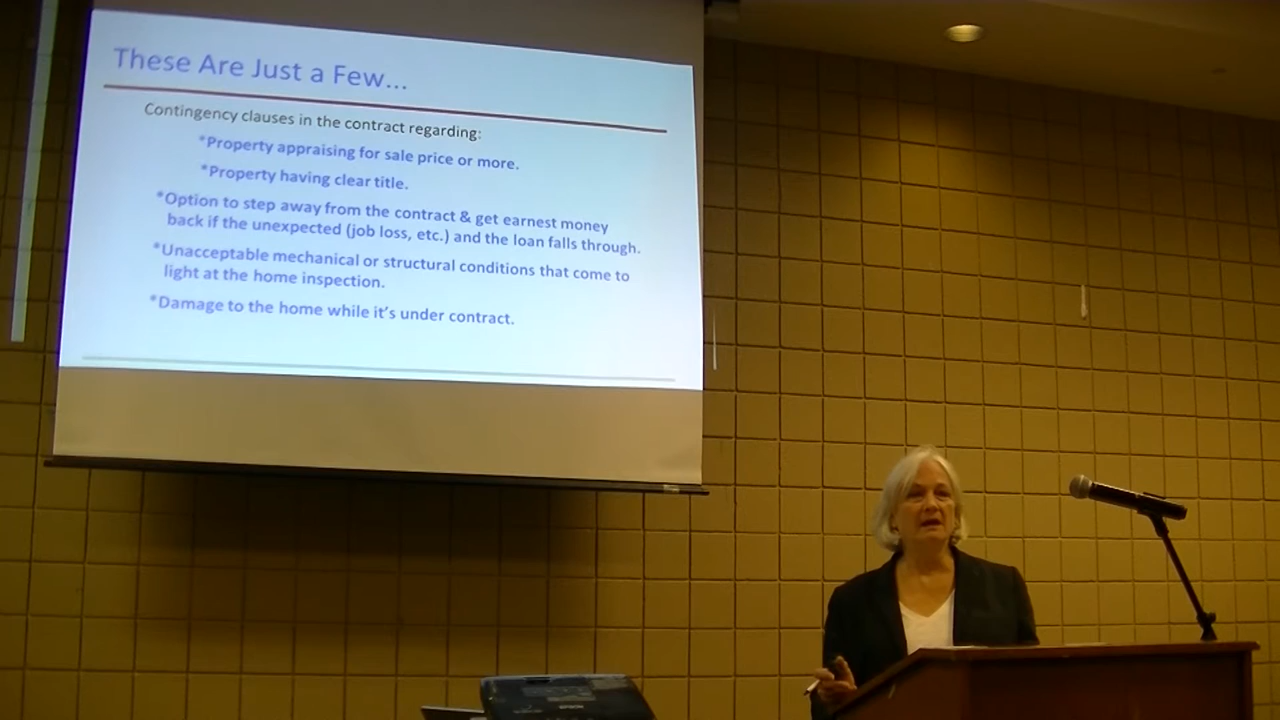 These Are Just a Few...
Contingency clauses in the contract regarding:
*Property appraising for sale price or more.
*Property having clear title.
*Option to step away from the contract & get earnest money
back if the unexpected (job loss, etc.) and the loan falls through.
*Unacceptable mechanical or structural conditions that come to
light at the home inspection.
*Damage to the home while it's under contract.
EPSON